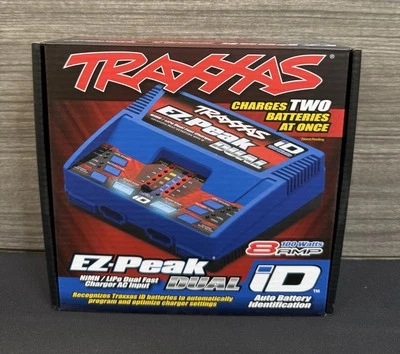 TRAXXAS®
CHARGES TWO
BATTERIES
AT ONCE
TRAXXAS
EZ-Peak
DUAL
iD
iD
8 100 Watts
AMP
EZ-Peak
DUAL
NiMH / LiPo Dual Fast
Charger AC Input
Recognizes Traxxas iD batteries to automatically
program and optimize charger settings
iD™
Auto Battery
Identification